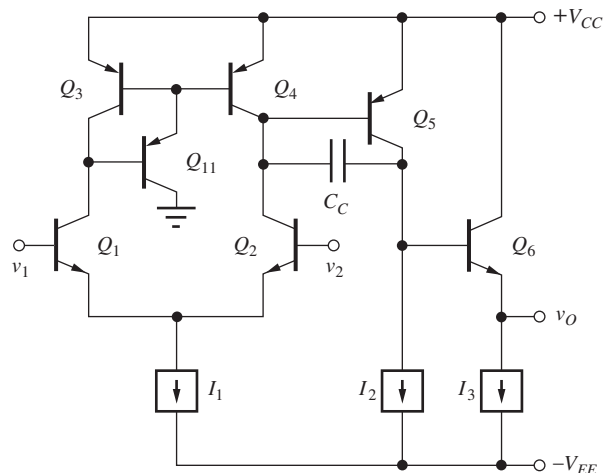 +V_CC
Q_3
Q_4
Q_5
Q_11
C_C
Q_1
Q_2
Q_6
v_1
v_2
v_O
I_1
I_2
I_3
−V_EE